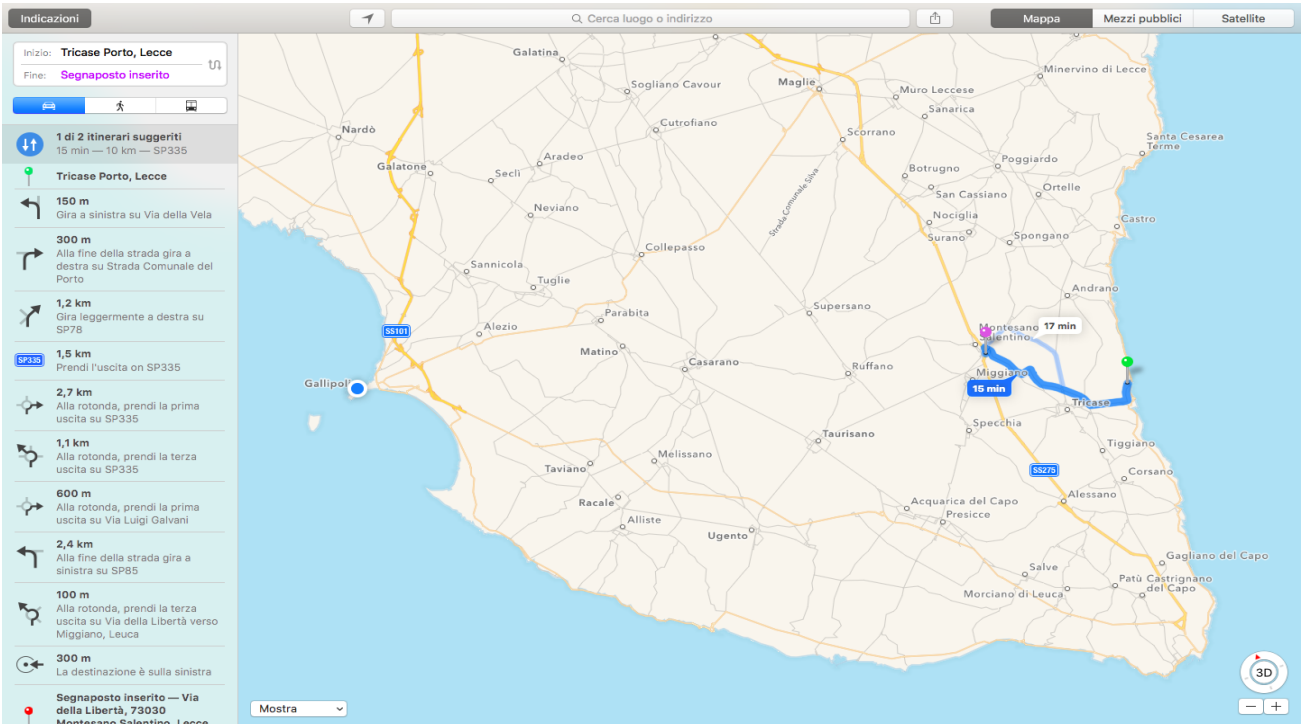 Indicazioni
Cerca luogo o indirizzo
Mappa
Mezzi pubblici
Satellite
Inizio: Tricase Porto, Lecce
Fine: Segnaposto inserito
1 di 2 itinerari suggeriti
15 min — 10 km — SP335
Tricase Porto, Lecce
150 m
Gira a sinistra su Via della Vela
300 m
Alla fine della strada gira a
destra su Strada Comunale del
Porto
1,2 km
Gira leggermente a destra su
SP78
SP335
1,5 km
Prendi l'uscita on SP335
2,7 km
Alla rotonda, prendi la prima
uscita su SP335
1,1 km
Alla rotonda, prendi la terza
uscita su SP335
600 m
Alla rotonda, prendi la prima
uscita su Via Luigi Galvani
2,4 km
Alla fine della strada gira a
sinistra su SP85
100 m
Alla rotonda, prendi la terza
uscita su Via della Libertà verso
Miggiano, Leuca
300 m
La destinazione è sulla sinistra
Segnaposto inserito — Via
della Libertà, 73030
Montesano Salentino, Lecce
Galatina
Sogliano Cavour
Maglie
Minervino di Lecce
Muro Leccese
Sanarica
Nardò
Cutrofiano
Scorrano
Santa Cesarea
Terme
Galatone
Aradeo
Seclì
Botrugno
Poggiardo
San Cassiano
Ortelle
Neviano
Strada Comunale Silva
Nociglia
Castro
Surano
Spongano
Collepasso
Sannicola
Tuglie
Andrano
Supersano
Parabita
SS101
Alezio
Montesano
Salentino
17 min
Matino
Casarano
Ruffano
Miggiano
15 min
Gallipoli
Tricase
Specchia
Taurisano
Tiggiano
Melissano
Taviano
SS275
Corsano
Racale
Alessano
Acquarica del Capo
Presicce
Alliste
Ugento
Gagliano del Capo
Salve
Patù
Castrignano
del Capo
Morciano di Leuca
Mostra
3D